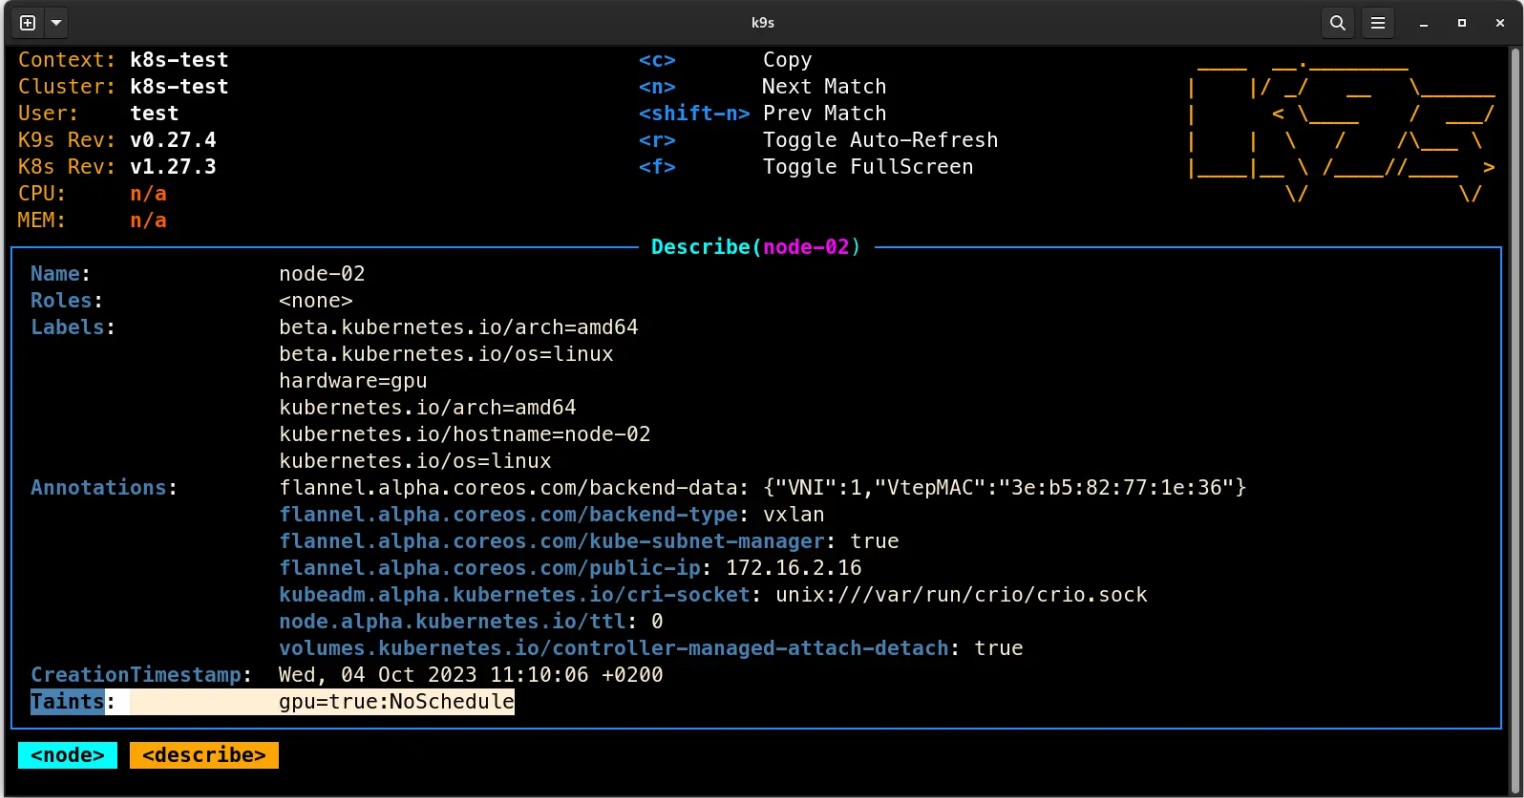 k9s
Context: k8s-test <c> Copy
Cluster: k8s-test <n> Next Match
User: test <shift-n> Prev Match
K9s Rev: v0.27.4 <r> Toggle Auto-Refresh
K8s Rev: v1.27.3 <f> Toggle FullScreen
CPU: n/a
MEM: n/a
Describe(node-02)
Name: node-02
Roles: <none>
Labels: beta.kubernetes.io/arch=amd64
beta.kubernetes.io/os=linux
hardware=gpu
kubernetes.io/arch=amd64
kubernetes.io/hostname=node-02
kubernetes.io/os=linux
Annotations: flannel.alpha.coreos.com/backend-data: {"VNI":1,"VtepMAC":"3e:b5:82:77:1e:36"}
flannel.alpha.coreos.com/backend-type: vxlan
flannel.alpha.coreos.com/kube-subnet-manager: true
flannel.alpha.coreos.com/public-ip: 172.16.2.16
kubeadm.alpha.kubernetes.io/cri-socket: unix:///var/run/crio/crio.sock
node.alpha.kubernetes.io/ttl: 0
volumes.kubernetes.io/controller-managed-attach-detach: true
CreationTimestamp: Wed, 04 Oct 2023 11:10:06 +0200
Taints: gpu=true:NoSchedule
<node> <describe>